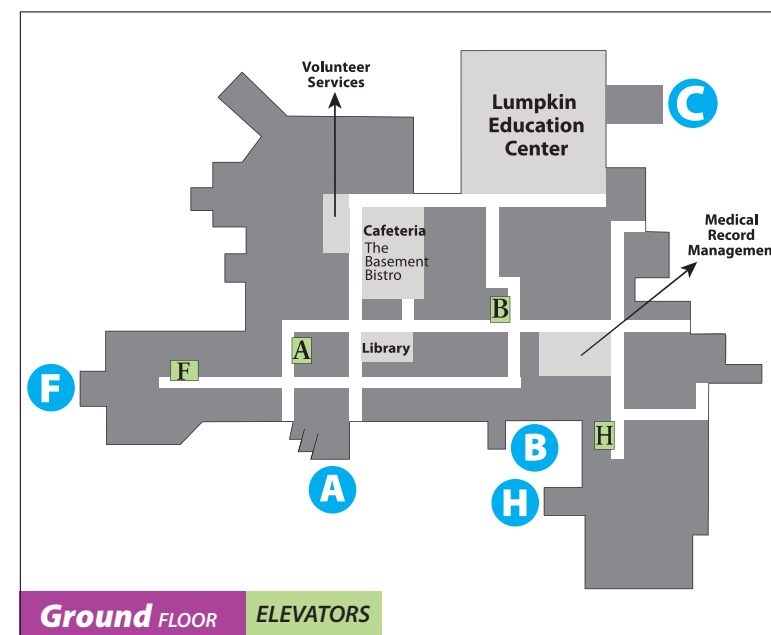 Volunteer
Services
Lumpkin
Education
Center
C
Medical
Record
Managemen
Cafeteria
The
Basement
Bistro
B
A
Library
F
F
H
B
A
H
Ground FLOOR
ELEVATORS